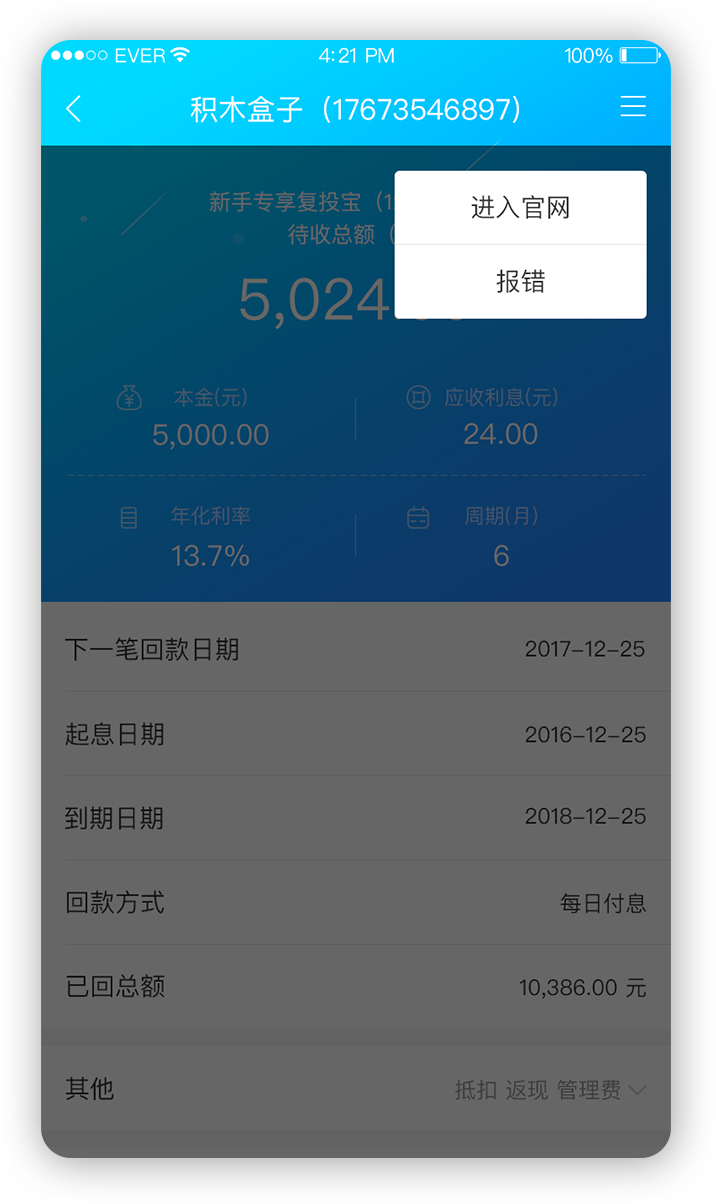 EVER 4:21 PM 100%
积木盒子（17673546897）
新手专享复投宝（1
进入官网
待收总额（
报错
5,024.
本金(元) 应收利息(元)
5,000.00 24.00
年化利率 周期(月)
13.7% 6
下一笔回款日期 2017-12-25
起息日期 2016-12-25
到期日期 2018-12-25
回款方式 每日付息
已回总额 10,386.00 元
其他 抵扣 返现 管理费